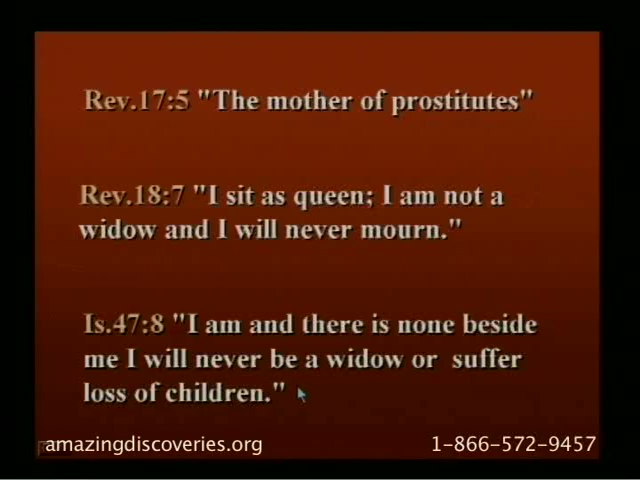 Rev.17:5 "The mother of prostitutes"
Rev.18:7 "I sit as queen; I am not a
widow and I will never mourn."
Is.47:8 "I am and there is none beside
me I will never be a widow or suffer
loss of children."
amazingdiscoveries.org
1-866-572-9457